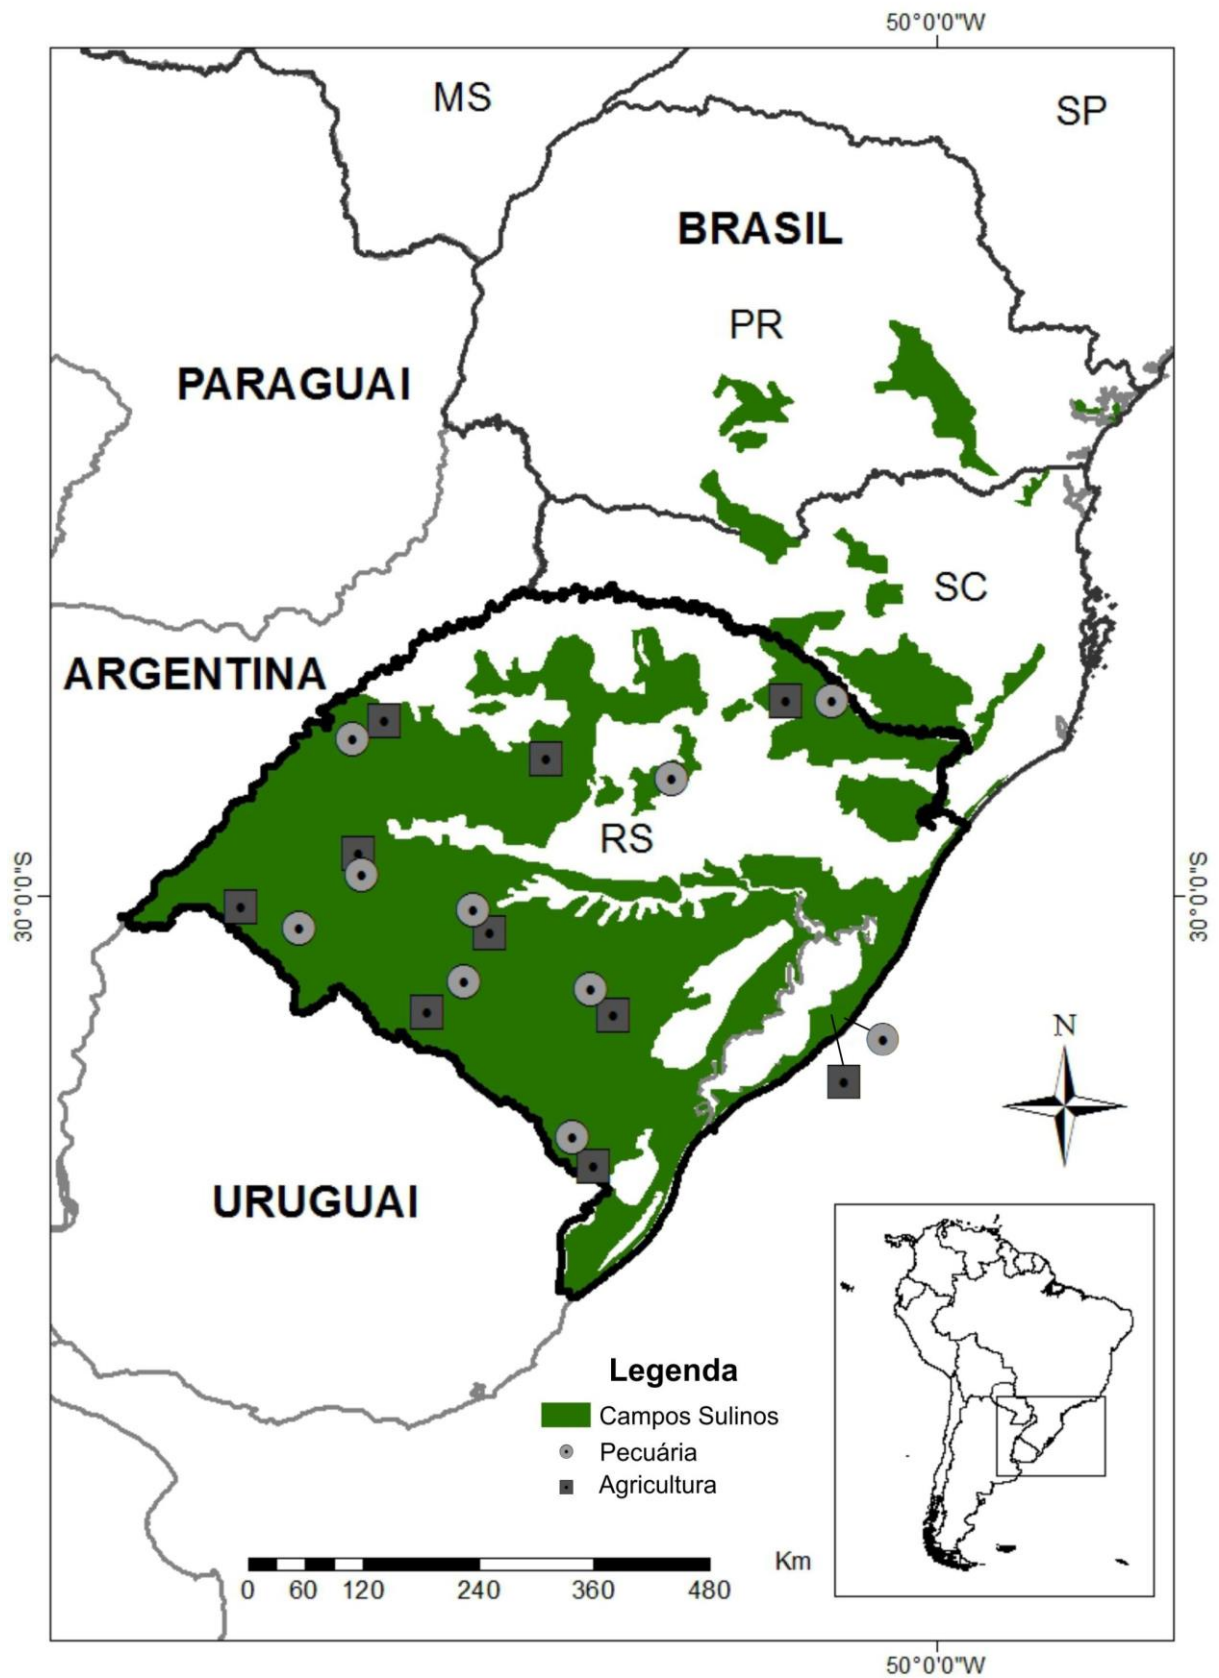 50°0'0"W
MS
SP
BRASIL
PR
PARAGUAI
SC
ARGENTINA
RS
30°0'0"S
30°0'0"S
N
URUGUAI
Legenda
Campos Sulinos
Pecuária
Agricultura
Km
0 60 120 240 360 480
50°0'0"W